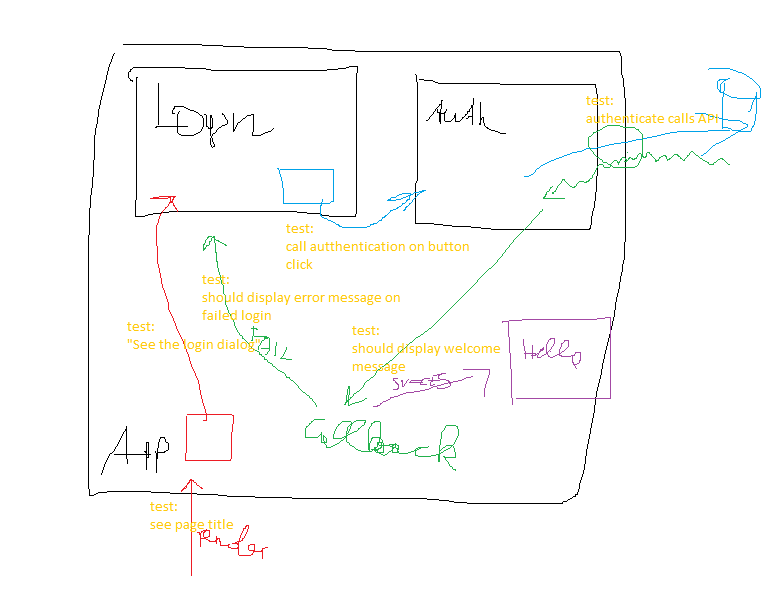 Login
Auth
test:
authenticate calls API
test:
call autthentication on button
click
test:
should display error message on
failed login
test:
"See the login dialog"
FAIL
test:
should display welcome
message
Hello
success
Callback
App
test:
see page title
render